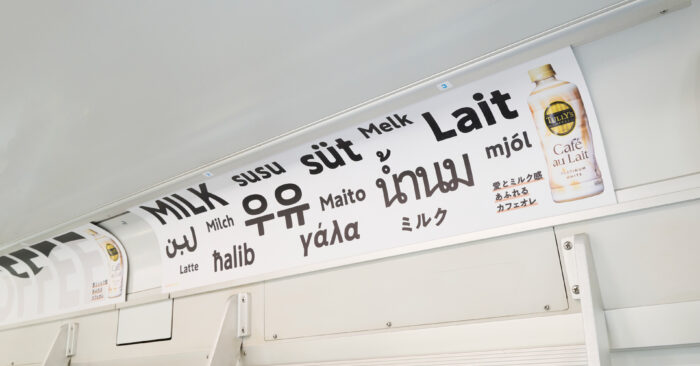 MILK
susu
süt
Melk
Lait
لبن
Milch
우유
Maito
น้ำนม
mjól
Latte
ħalib
γάλα
ミルク
TULLY'S
Café
au Lait
愛とミルク感
あふれる
カフェオレ